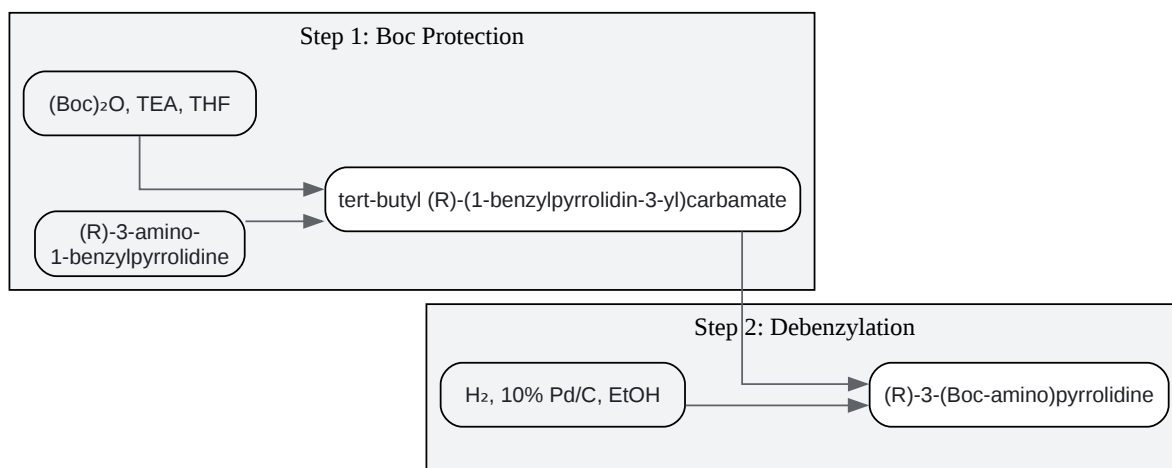 Step 1: Boc Protection
(Boc)₂O, TEA, THF
tert-butyl (R)-(1-benzylpyrrolidin-3-yl)carbamate
(R)-3-amino-
1-benzylpyrrolidine
Step 2: Debenzylation
H₂, 10% Pd/C, EtOH
(R)-3-(Boc-amino)pyrrolidine